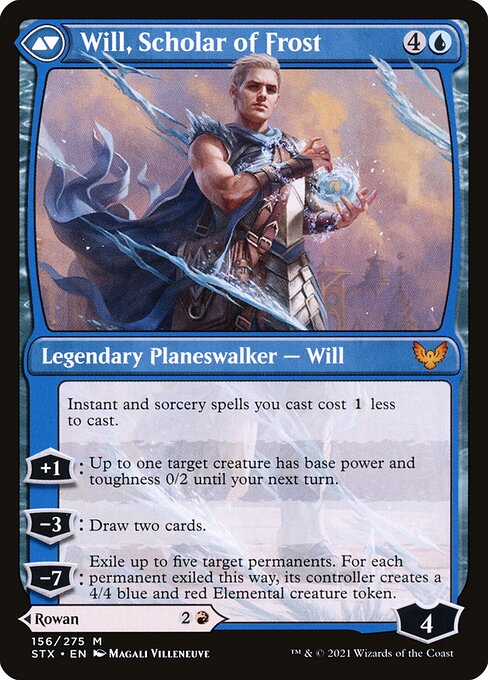 Will, Scholar of Frost 4
Legendary Planeswalker — Will
Instant and sorcery spells you cast cost 1 less
to cast.
+1: Up to one target creature has base power and
toughness 0/2 until your next turn.
−3: Draw two cards.
−7: Exile up to five target permanents. For each
permanent exiled this way, its controller creates a
4/4 blue and red Elemental creature token.
Rowan 2
4
156/275 M
STX • EN MAGALI VILLENEUVE
™ & © 2021 Wizards of the Coast